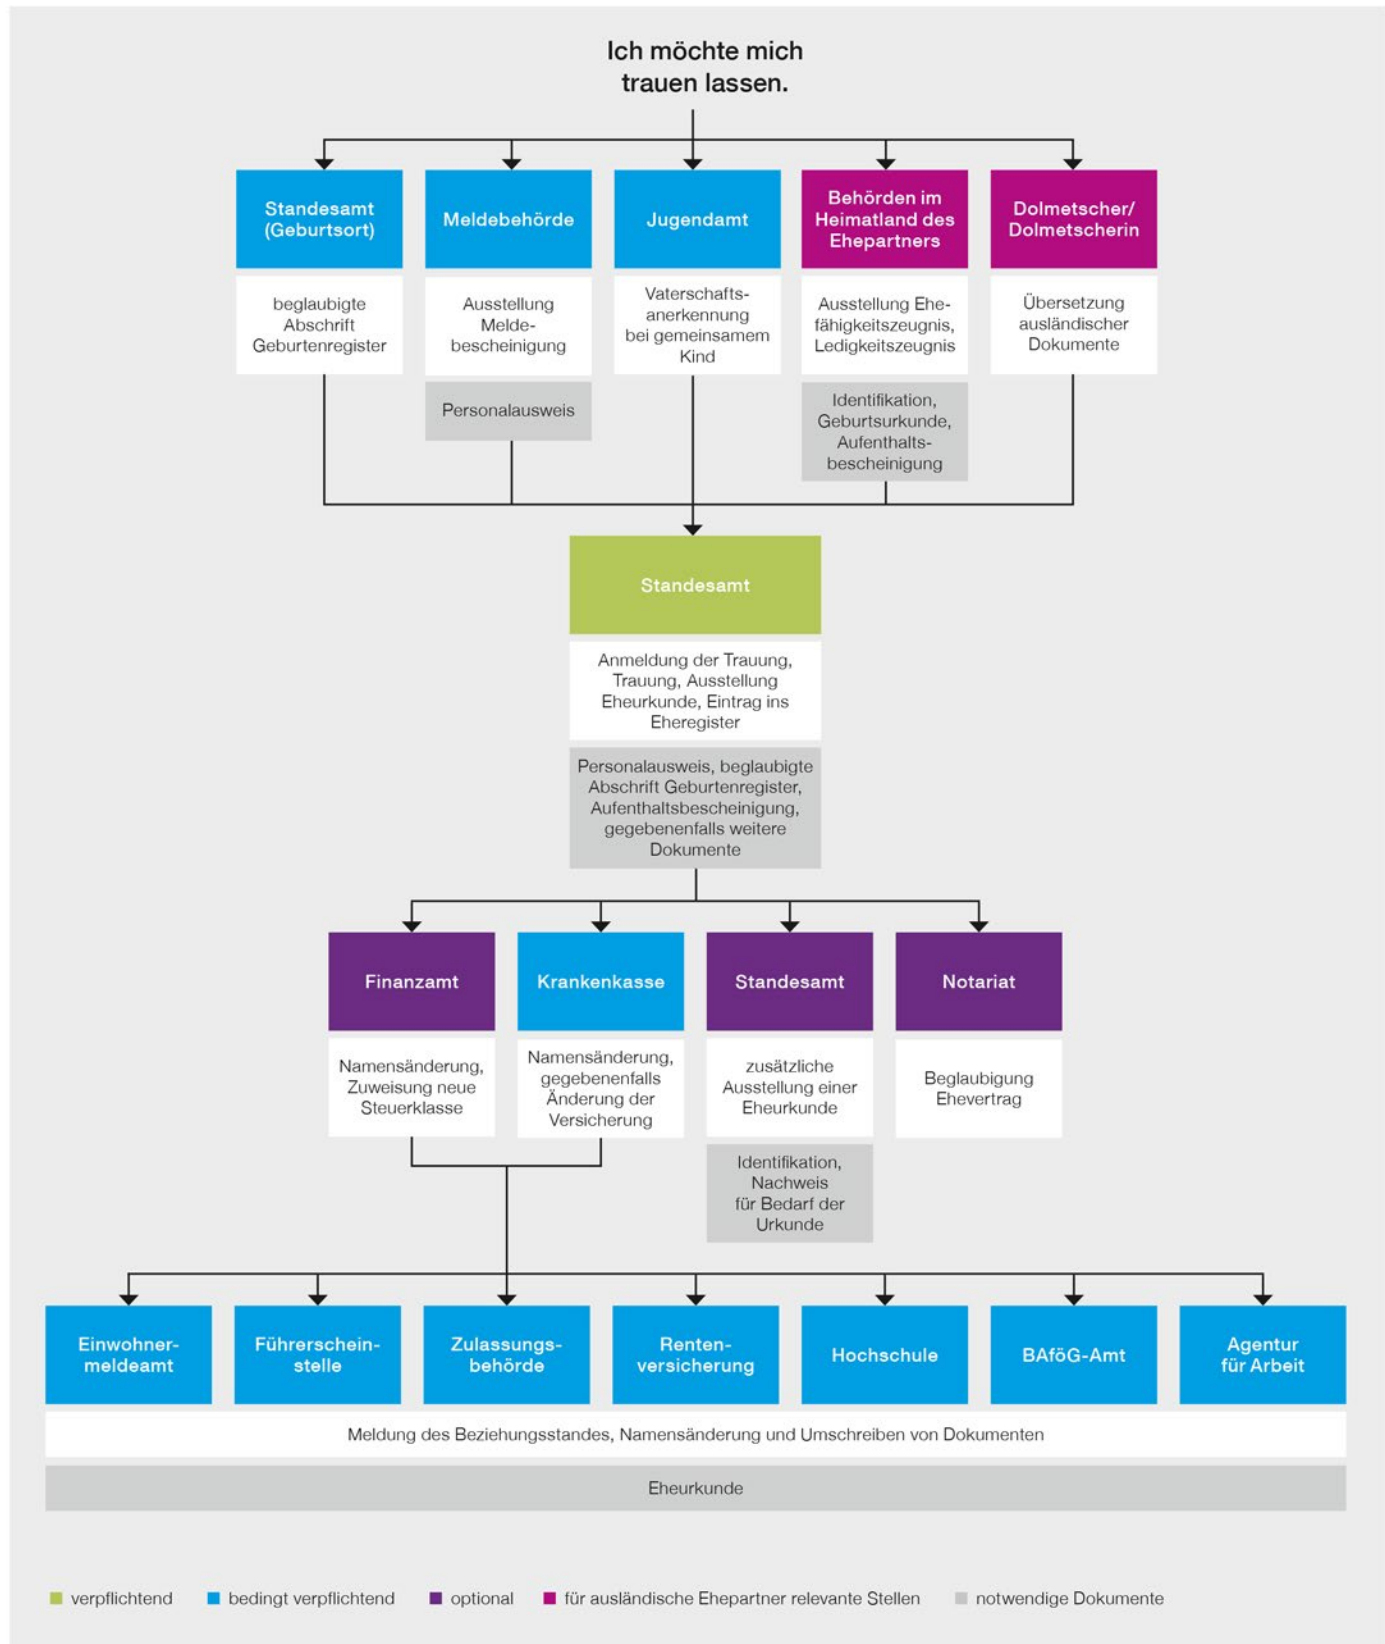 Ich möchte mich
trauen lassen.
Standesamt
(Geburtsort)
beglaubigte
Abschrift
Geburtenregister
Meldebehörde
Ausstellung
Melde-
bescheinigung
Personalausweis
Jugendamt
Vaterschafts-
anerkennung
bei gemeinsamem
Kind
Behörden im
Heimatland des
Ehepartners
Ausstellung Ehe-
fähigkeitszeugnis,
Ledigkeitszeugnis
Identifikation,
Geburtsurkunde,
Aufenthalts-
bescheinigung
Dolmetscher/
Dolmetscherin
Übersetzung
ausländischer
Dokumente
Standesamt
Anmeldung der Trauung,
Trauung, Ausstellung
Eheurkunde, Eintrag ins
Eheregister
Personalausweis, beglaubigte
Abschrift Geburtenregister,
Aufenthaltsbescheinigung,
gegebenenfalls weitere
Dokumente
Finanzamt
Namensänderung,
Zuweisung neue
Steuerklasse
Krankenkasse
Namensänderung,
gegebenenfalls
Änderung der
Versicherung
Standesamt
zusätzliche
Ausstellung einer
Eheurkunde
Identifikation,
Nachweis
für Bedarf der
Urkunde
Notariat
Beglaubigung
Ehevertrag
Einwohner-
meldeamt
Führerschein-
stelle
Zulassungs-
behörde
Renten-
versicherung
Hochschule
BAföG-Amt
Agentur
für Arbeit
Meldung des Beziehungsstandes, Namensänderung und Umschreiben von Dokumenten
Eheurkunde
verpflichtend
bedingt verpflichtend
optional
für ausländische Ehepartner relevante Stellen
notwendige Dokumente